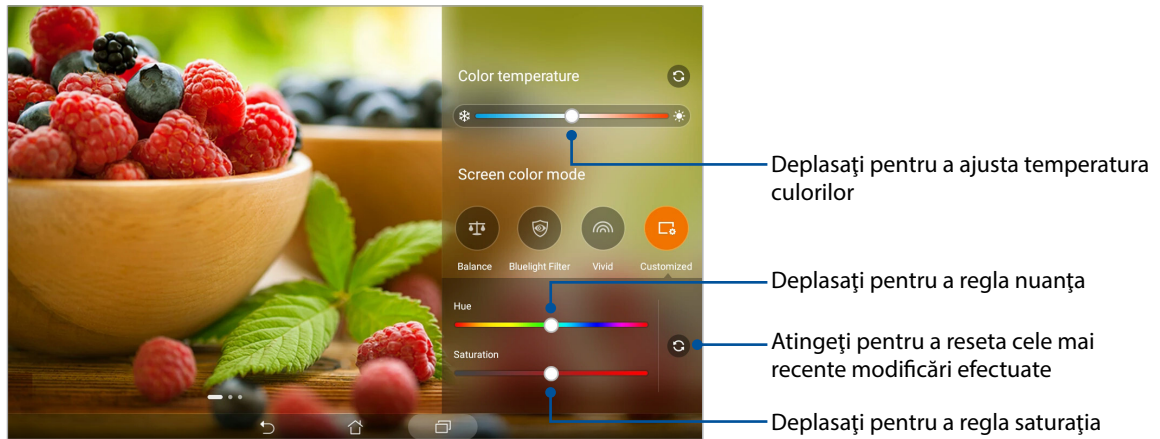 Color temperature
Deplasaţi pentru a ajusta temperatura
culorilor
Screen color mode
Balance Bluelight Filter Vivid Customized
Deplasaţi pentru a regla nuanţa
Hue
Atingeţi pentru a reseta cele mai
recente modificări efectuate
Saturation
Deplasaţi pentru a regla saturaţia